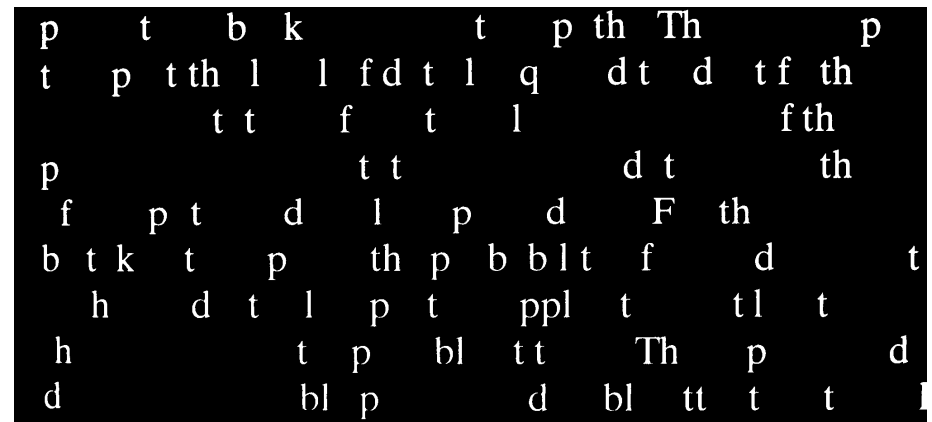 p t b k t p th Th p
t p t th l l f d t l q d t d t f th
t t f t l f th
p t t d t th
f p t d l p d F th
b t k t p th p b b l t f d t
h d t l p t ppl t t l t
h t p bl t t Th p d
d bl p d bl tt t t l